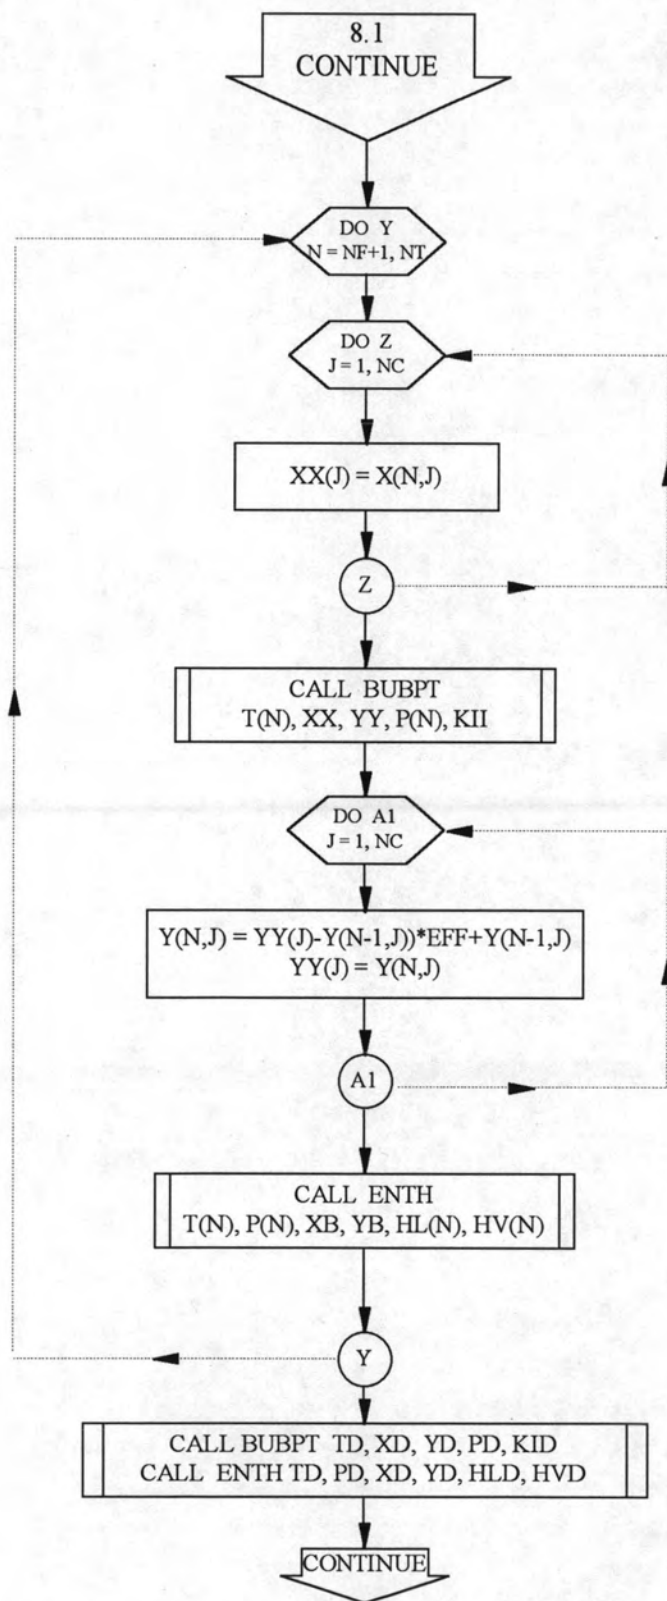 8.1
CONTINUE
DO Y
N = NF+1, NT
DO Z
J = 1, NC
XX(J) = X(N,J)
Z
CALL BUBPT
T(N), XX, YY, P(N), KII
DO A1
J = 1, NC
Y(N,J) = YY(J)-Y(N-1,J))*EFF+Y(N-1,J)
YY(J) = Y(N,J)
A1
CALL ENTH
T(N), P(N), XB, YB, HL(N), HV(N)
Y
CALL BUBPT TD, XD, YD, PD, KID
CALL ENTH TD, PD, XD, YD, HLD, HVD
CONTINUE